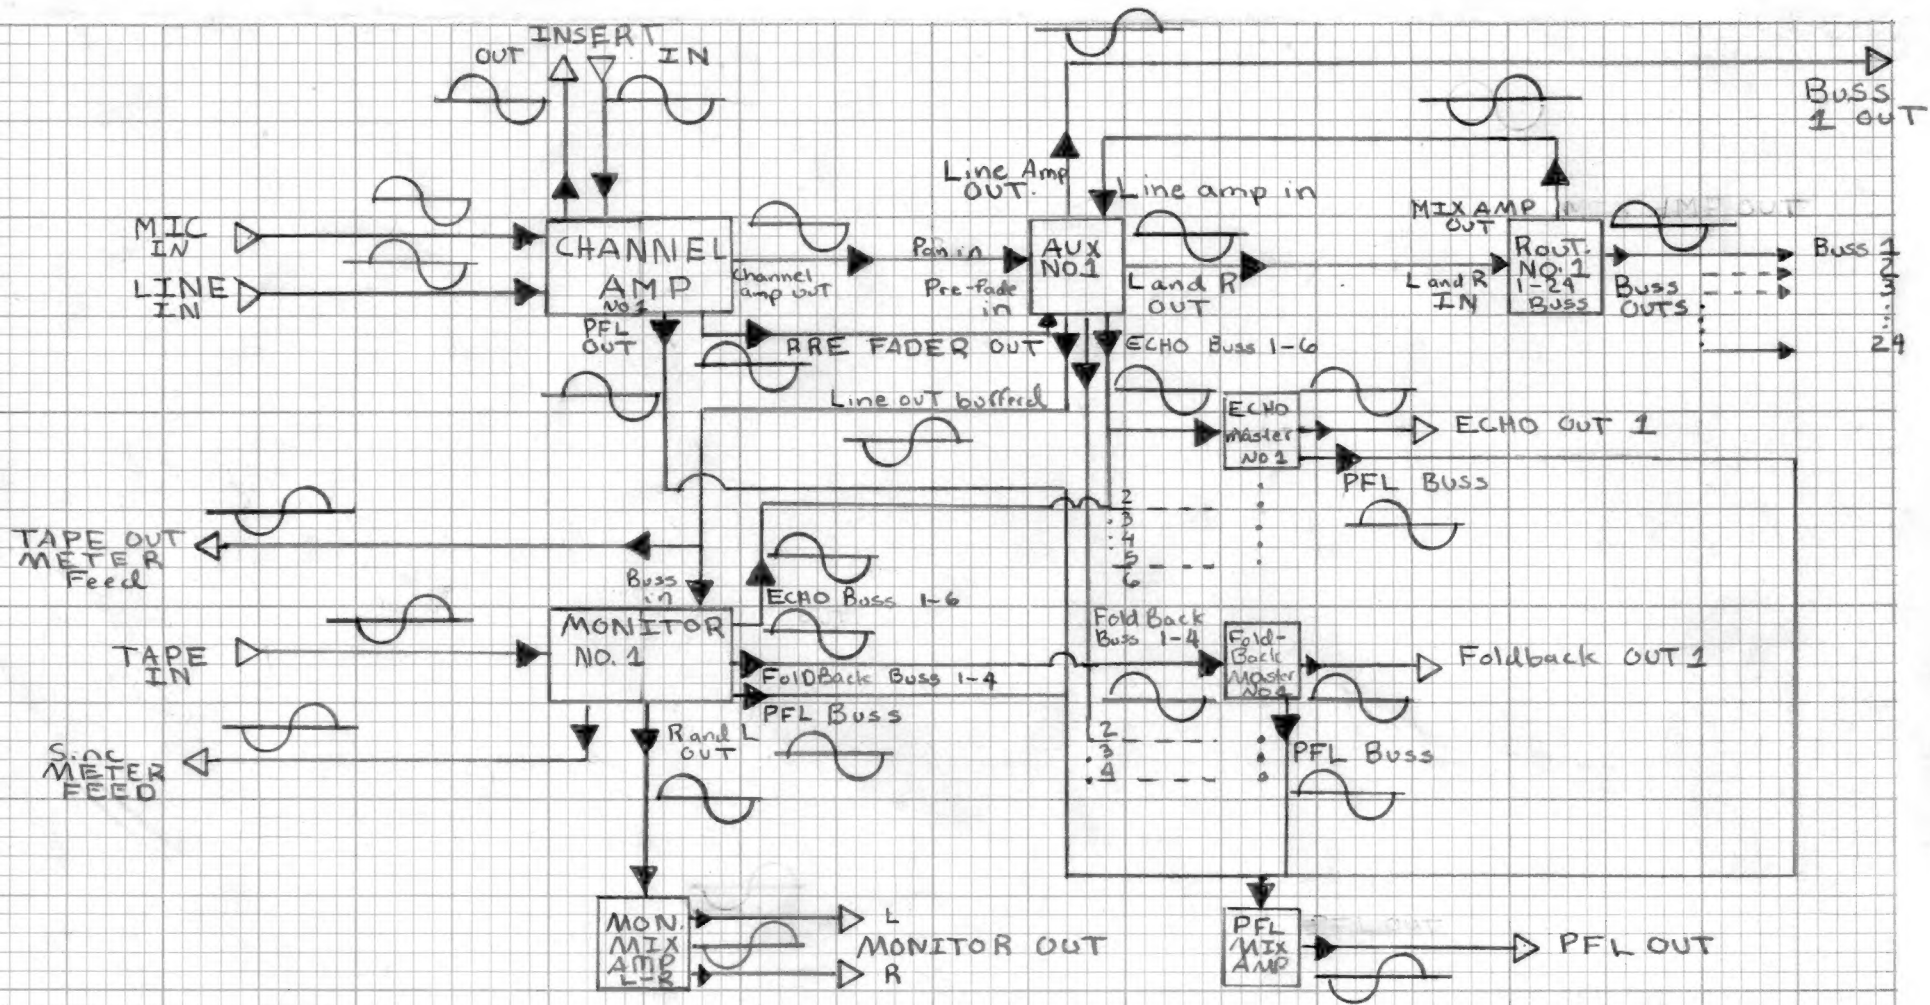 INSERT
OUT
IN
BUSS
1 OUT
Line Amp
OUT.
Line amp in
MIX AMP
OUT
MIC
IN
LINE
IN
CHANNEL
AMP
NO1
Channel
amp out
Pan in
Pre-fade
in
AUX
NO.1
L and R
OUT
L and R
IN
ROUT.
NO.1
1-24
Buss
Buss
OUTS
Buss 1
2
3
24
PFL
OUT
PRE FADER OUT
ECHO Buss 1-6
Line out bufferd
ECHO
Master
NO1
ECHO OUT 1
PFL Buss
2
3
4
5
6
TAPE OUT
METER
Feed
Buss
in
ECHO Buss 1-6
MONITOR
NO.1
TAPE
IN
FolDBack Buss 1-4
PFL Buss
Fold Back
Buss 1-4
Fold-
Back
Master
No1
Foldback OUT 1
Sinc
METER
FEED
R and L
OUT
2
3
4
PFL Buss
MON.
MIX
AMP
L-R
L
MONITOR OUT
R
PFL
MIX
AMP
PFL OUT